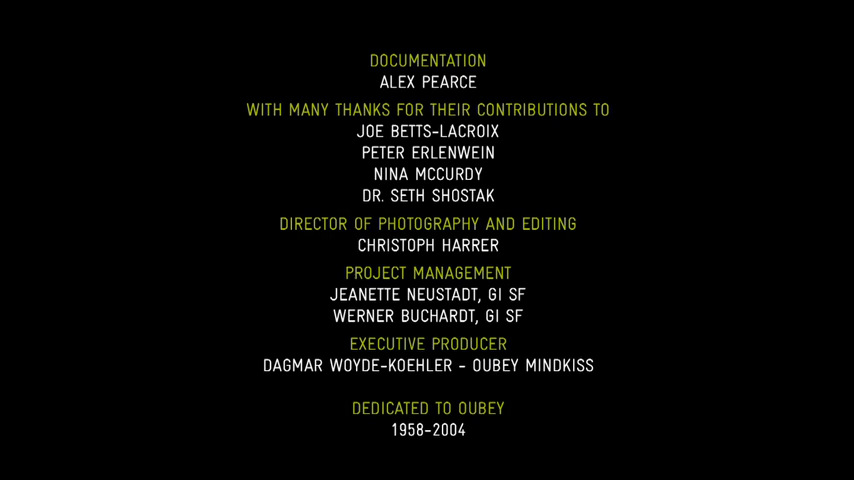 DOCUMENTATION
ALEX PEARCE
WITH MANY THANKS FOR THEIR CONTRIBUTIONS TO
JOE BETTS-LACROIX
PETER ERLENWEIN
NINA MCCURDY
DR. SETH SHOSTAK
DIRECTOR OF PHOTOGRAPHY AND EDITING
CHRISTOPH HARRER
PROJECT MANAGEMENT
JEANETTE NEUSTADT, GI SF
WERNER BUCHARDT, GI SF
EXECUTIVE PRODUCER
DAGMAR WOYDE-KOEHLER - OUBEY MINDKISS
DEDICATED TO OUBEY
1958-2004